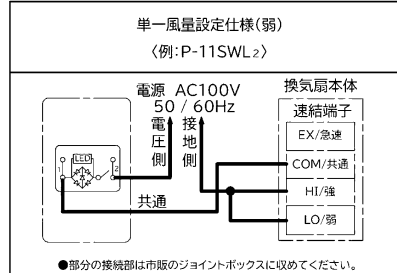 単一風量設定仕様(弱)
〈例:P-11SWL2〉
電源 AC100V
50 / 60Hz
電圧側
接地側
換気扇本体
速結端子
EX/急速
COM/共通
HI/強
LO/弱
LED
1
2
共通
●部分の接続部は市販のジョイントボックスに収めてください。